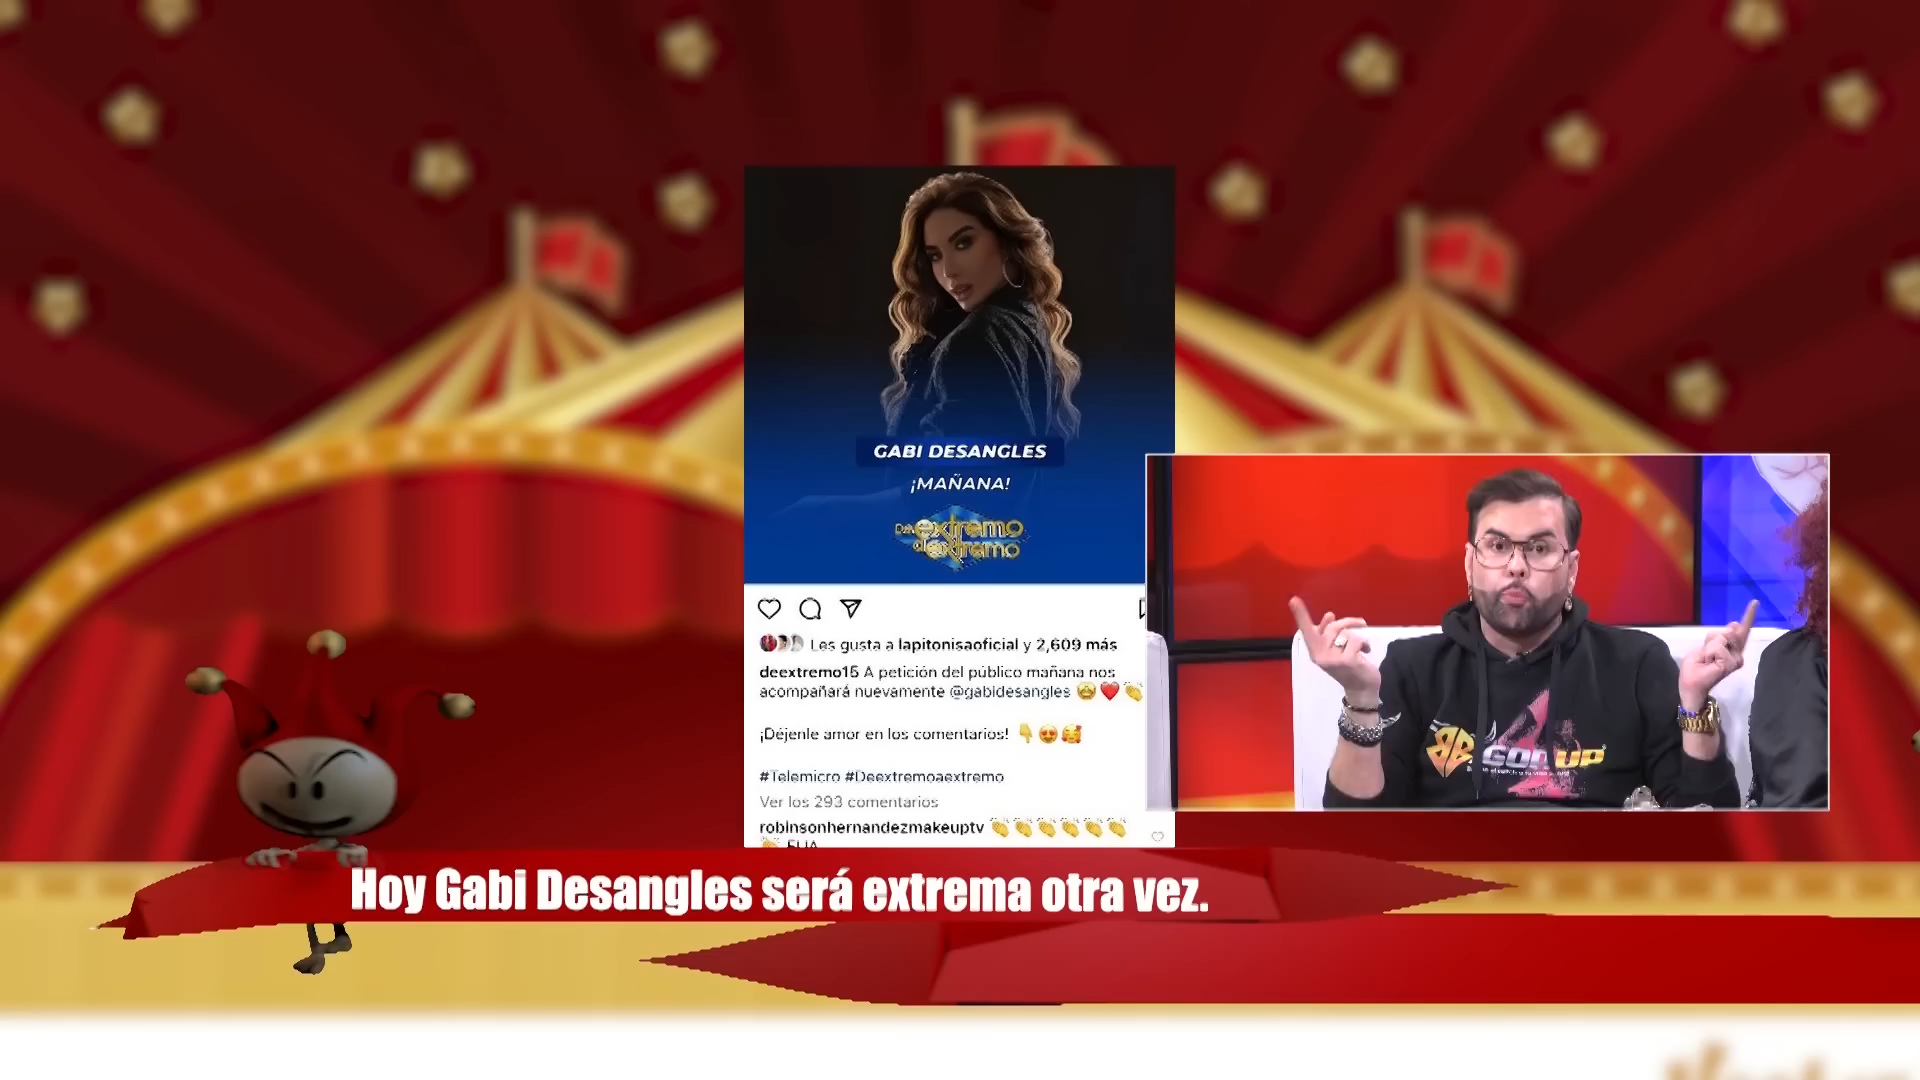 GABI DESANGLES
¡MAÑANA!
De extremo
a extremo
Les gusta a lapitonisaoficial y 2,609 más
deextremo15 A petición del público mañana nos
acompañará nuevamente @gabidesangles 🤩❤️👏
¡Déjenle amor en los comentarios! 👇😍🥰
#Telemicro #Deextremoaextremo
Ver los 293 comentarios
robinsonhernandezmakeuptv 👏👏👏👏👏👏
Hoy Gabi Desangles será extrema otra vez.